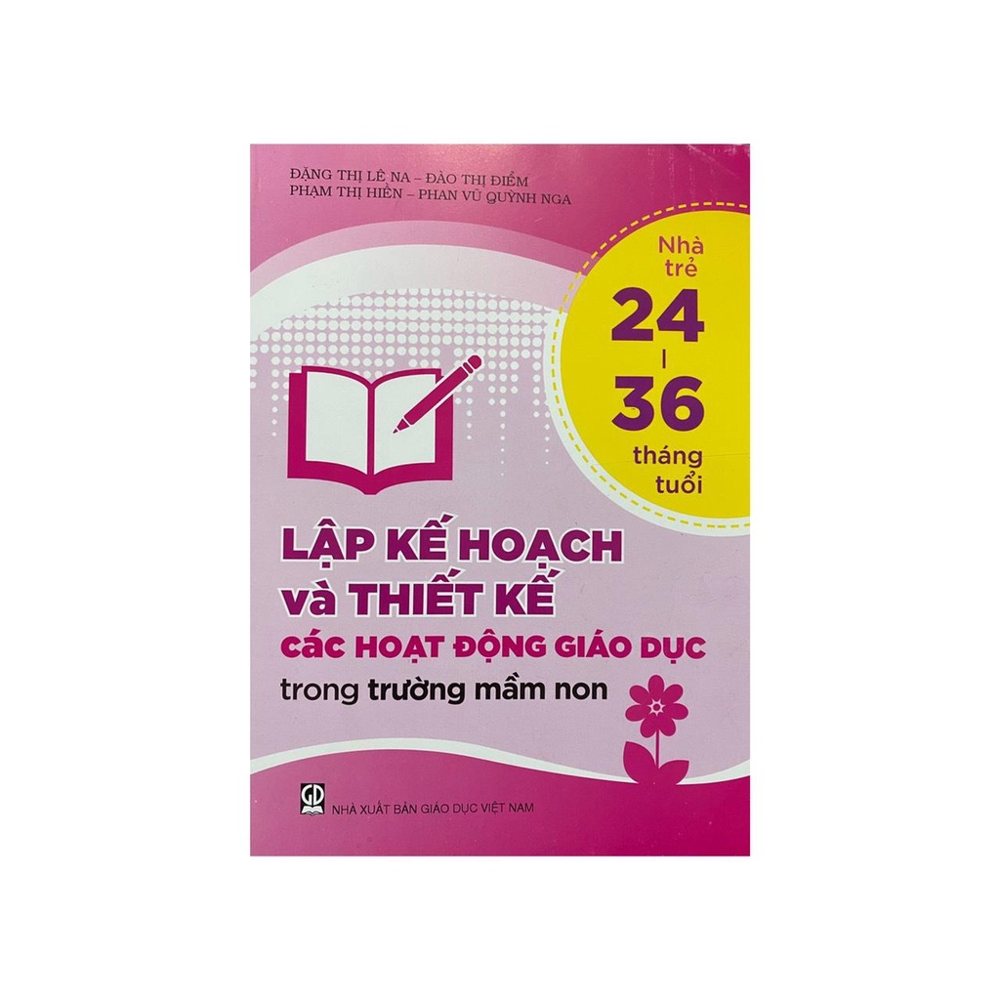 ĐẶNG THỊ LÊ NA – ĐÀO THỊ ĐIỂM
PHẠM THỊ HIỀN – PHAN VŨ QUỲNH NGA
Nhà
trẻ
24
–
36
tháng
tuổi
LẬP KẾ HOẠCH
và THIẾT KẾ
các HOẠT ĐỘNG GIÁO DỤC
trong trường mầm non
GD
NHÀ XUẤT BẢN GIÁO DỤC VIỆT NAM